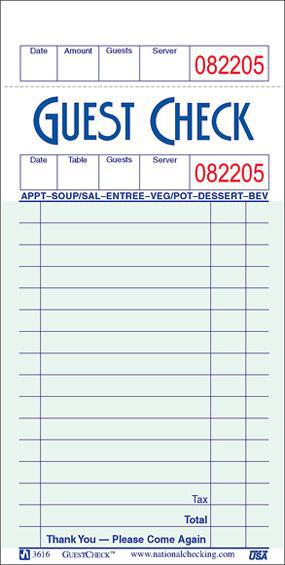 Date Amount Guests Server 082205
GUEST CHECK
Date Table Guests Server 082205
APPT–SOUP/SAL–ENTREE–VEG/POT–DESSERT–BEV
Tax
Total
Thank You — Please Come Again
3616 GUESTCHECK™ www.nationalchecking.com USA